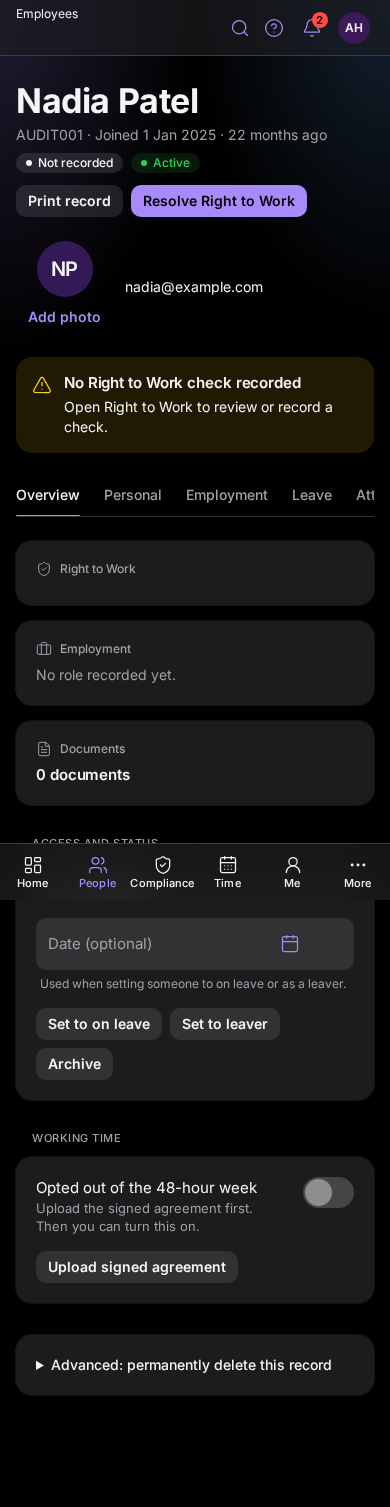 Employees
2
AH
Nadia Patel
AUDIT001 · Joined 1 Jan 2025 · 22 months ago
Not recorded
Active
Print record
Resolve Right to Work
NP
Add photo
nadia@example.com
No Right to Work check recorded
Open Right to Work to review or record a
check.
Overview Personal Employment Leave Att
Right to Work
Employment
No role recorded yet.
Documents
0 documents
ACCESS AND STATUS
Home People Compliance Time Me More
Date (optional)
Used when setting someone to on leave or as a leaver.
Set to on leave
Set to leaver
Archive
WORKING TIME
Opted out of the 48-hour week
Upload the signed agreement first.
Then you can turn this on.
Upload signed agreement
Advanced: permanently delete this record